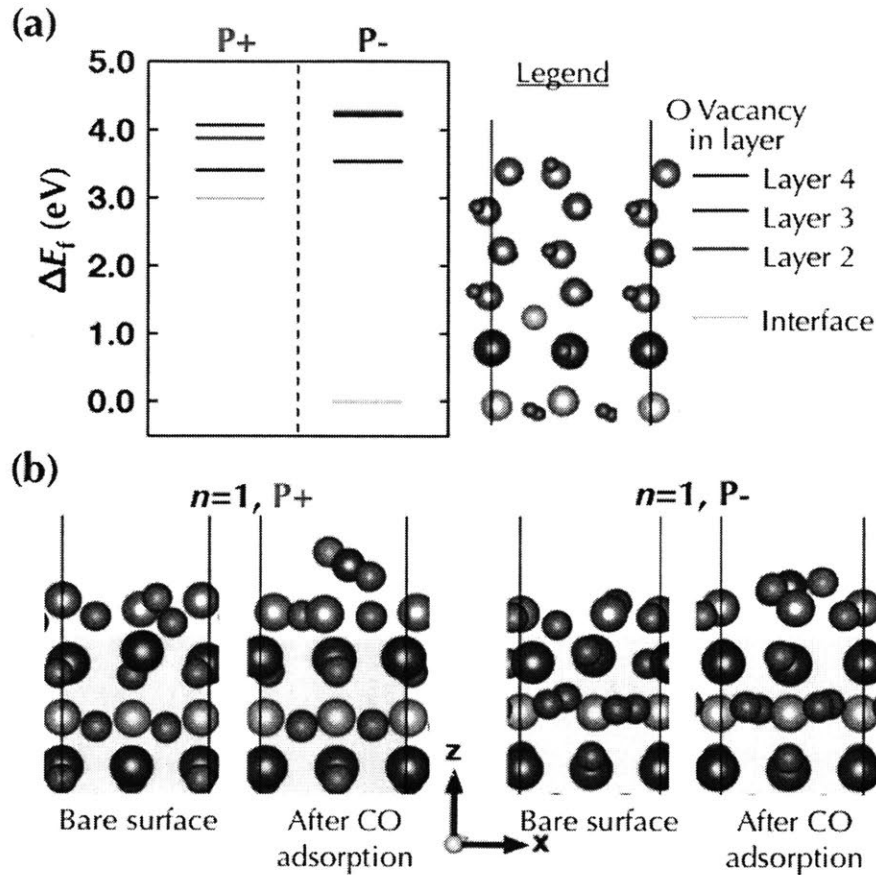 (a)
P+ P-
5.0
4.0
3.0
2.0
1.0
0.0
ΔE_f (eV)
Legend
O Vacancy
in layer
Layer 4
Layer 3
Layer 2
Interface
(b)
n=1, P+
n=1, P-
Bare surface
After CO
adsorption
z
x
Bare surface
After CO
adsorption